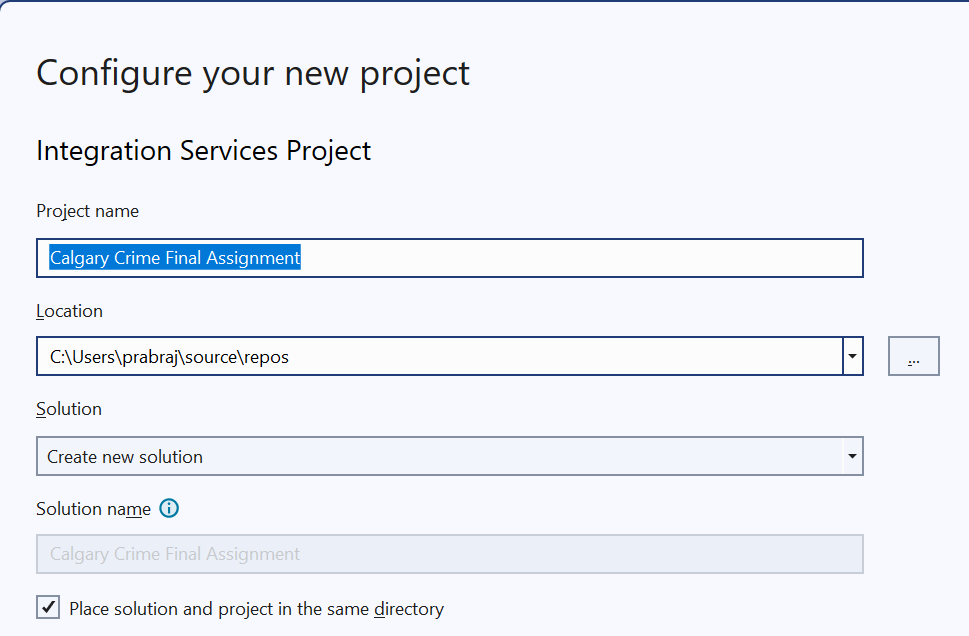 Configure your new project
Integration Services Project
Project name
Calgary Crime Final Assignment
Location
C:\Users\prabraj\source\repos
...
Solution
Create new solution
Solution name
Calgary Crime Final Assignment
Place solution and project in the same directory